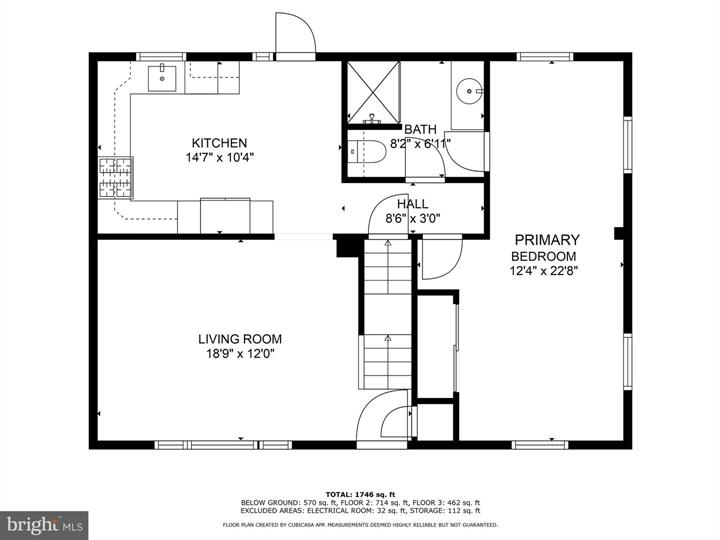 KITCHEN
14'7" x 10'4"
BATH
8'2" x 6'11"
HALL
8'6" x 3'0"
PRIMARY
BEDROOM
12'4" x 22'8"
LIVING ROOM
18'9" x 12'0"
TOTAL: 1746 sq. ft
BELOW GROUND: 570 sq. ft, FLOOR 2: 714 sq. ft, FLOOR 3: 462 sq. ft
EXCLUDED AREAS: ELECTRICAL ROOM: 32 sq. ft, STORAGE: 112 sq. ft
FLOOR PLAN CREATED BY CUBICASA APP. MEASUREMENTS DEEMED HIGHLY RELIABLE BUT NOT GUARANTEED.
bright MLS